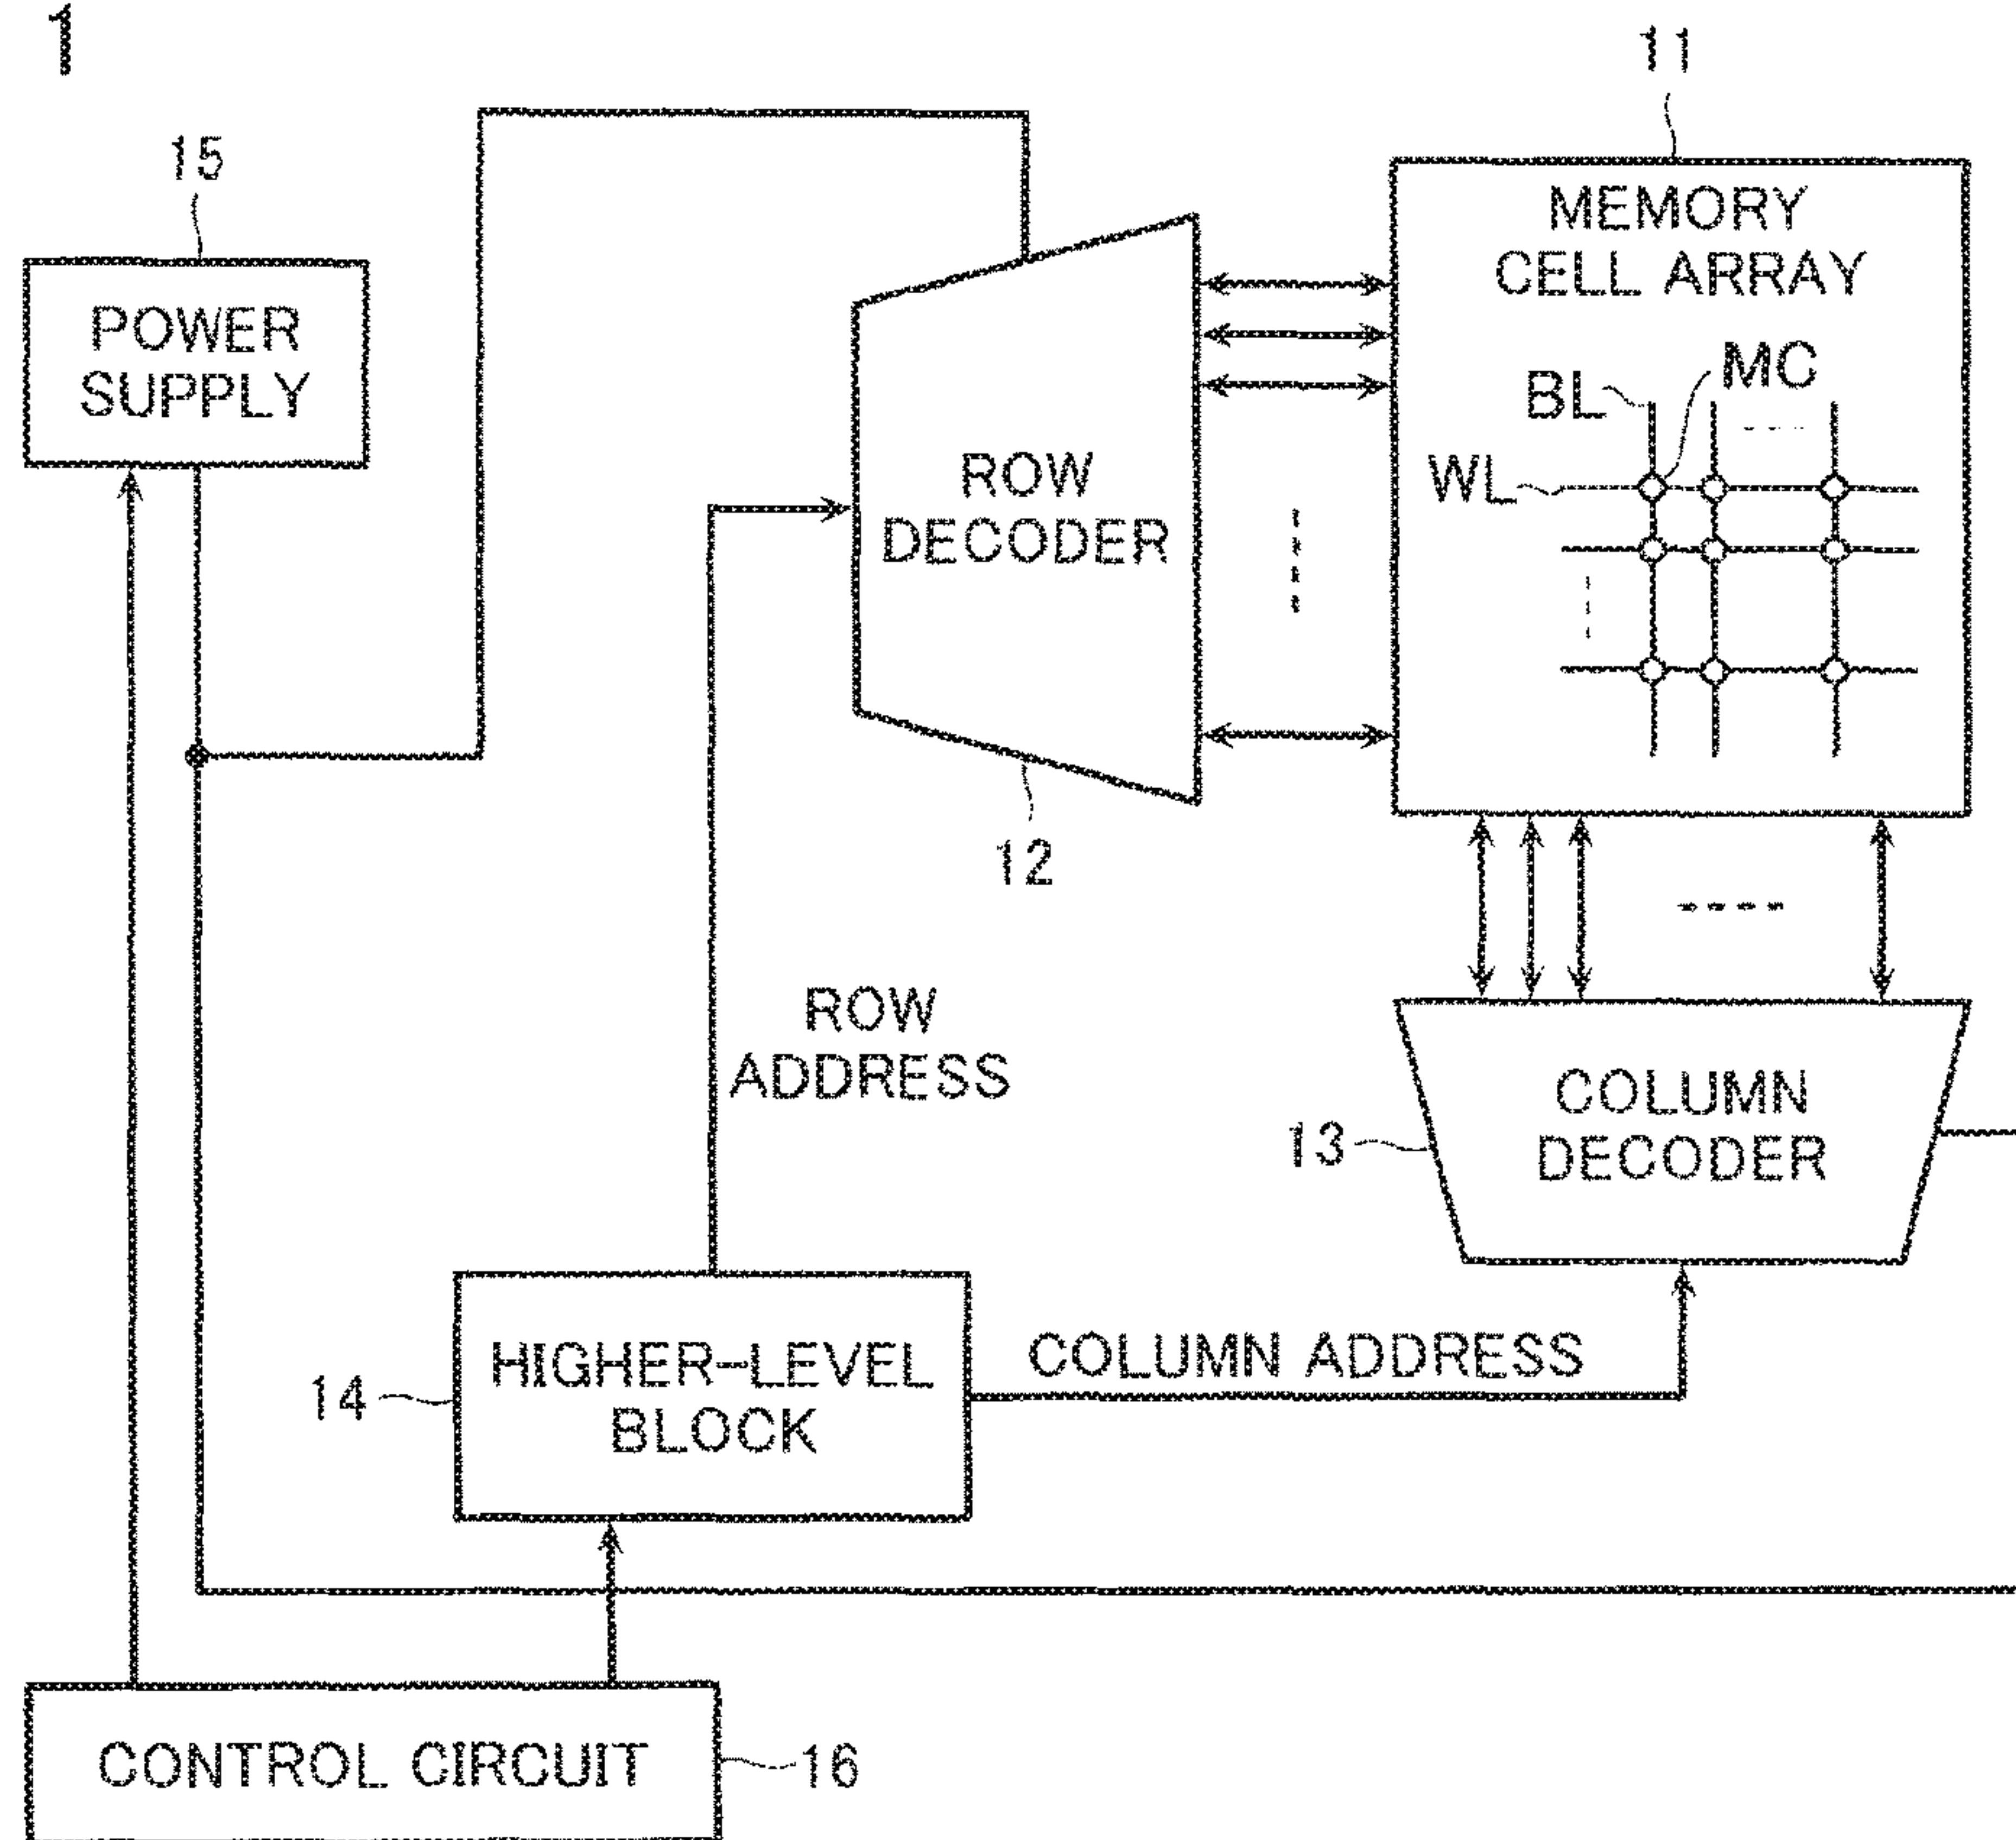 1
11
15
MEMORY
CELL ARRAY
POWER
SUPPLY
MC
BL
WL
ROW
DECODER
12
ROW
ADDRESS
COLUMN
DECODER
13
HIGHER-LEVEL
BLOCK
14
COLUMN ADDRESS
CONTROL CIRCUIT
16